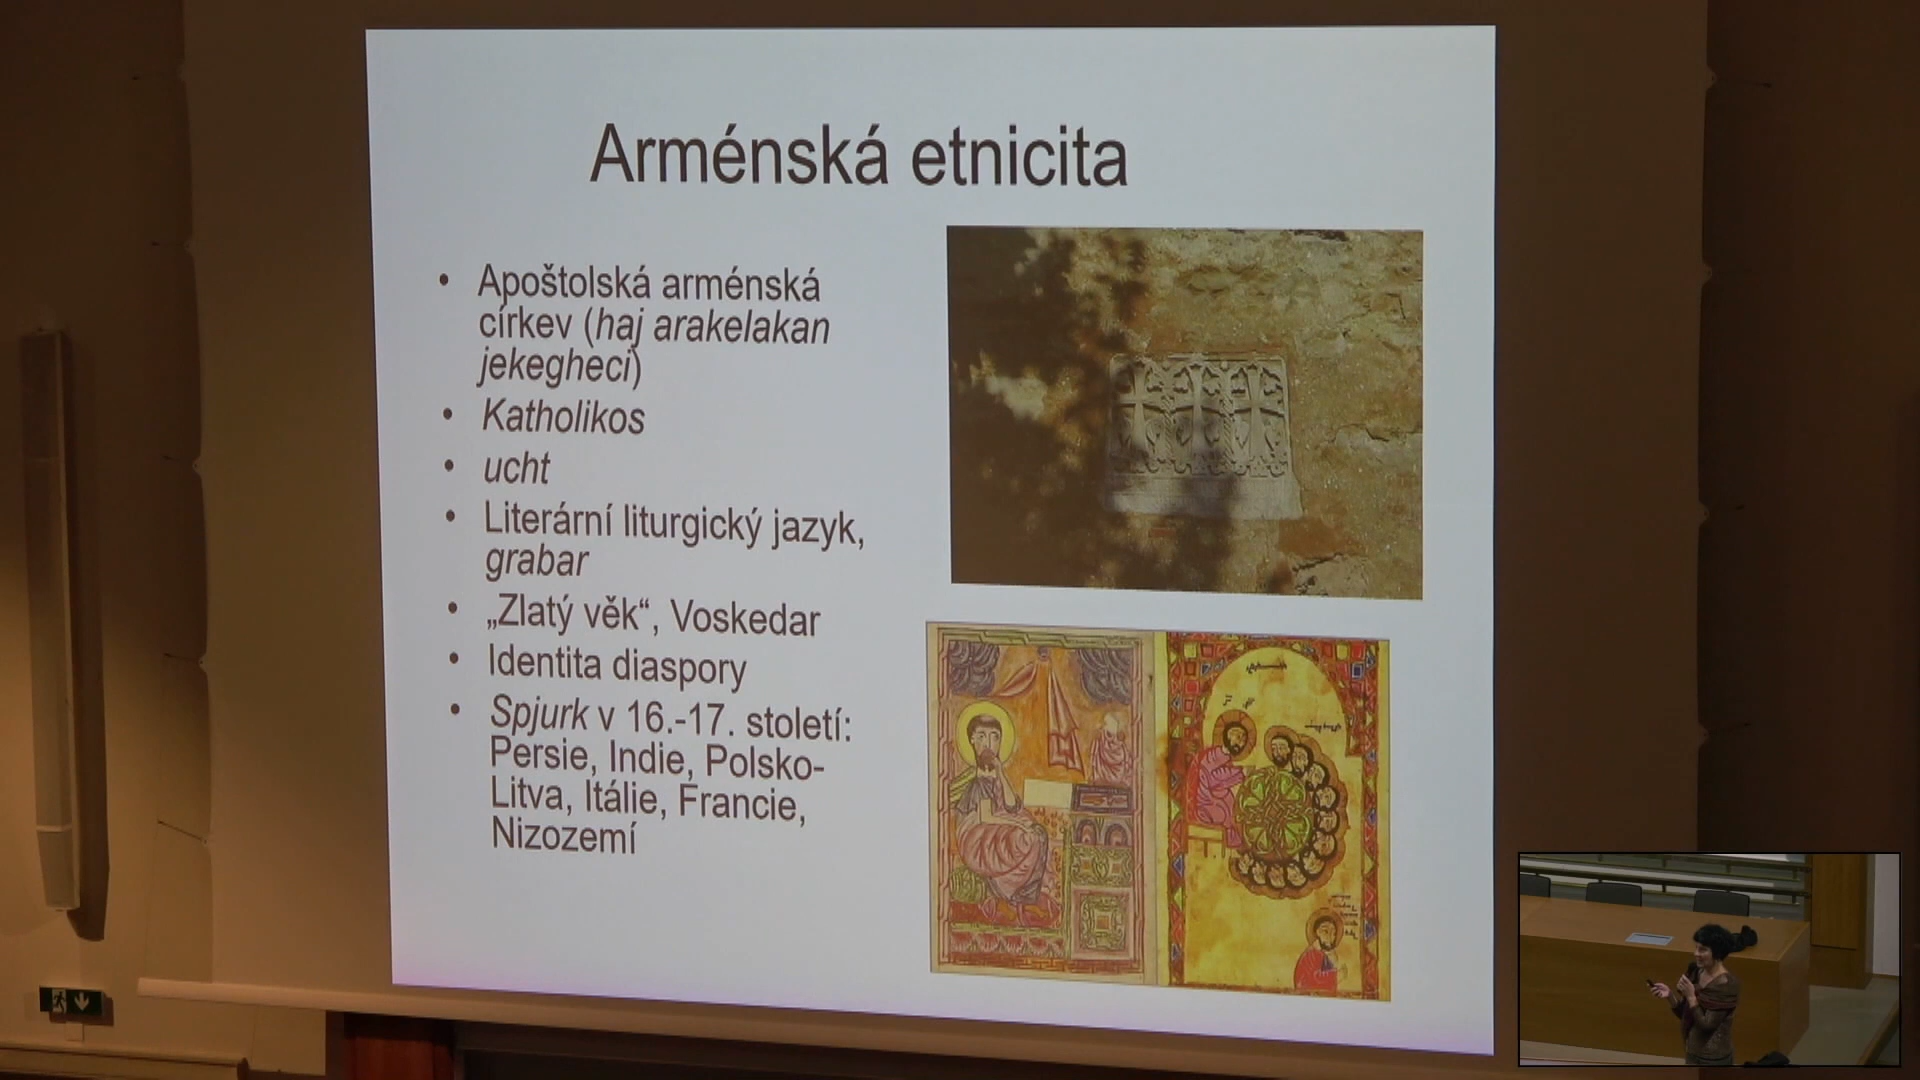 Arménská etnicita
• Apoštolská arménská
církev (haj arakelakan
jekegheci)
• Katholikos
• ucht
• Literární liturgický jazyk,
grabar
• „Zlatý věk“, Voskedar
• Identita diaspory
• Spjurk v 16.-17. století:
Persie, Indie, Polsko-
Litva, Itálie, Francie,
Nizozemí